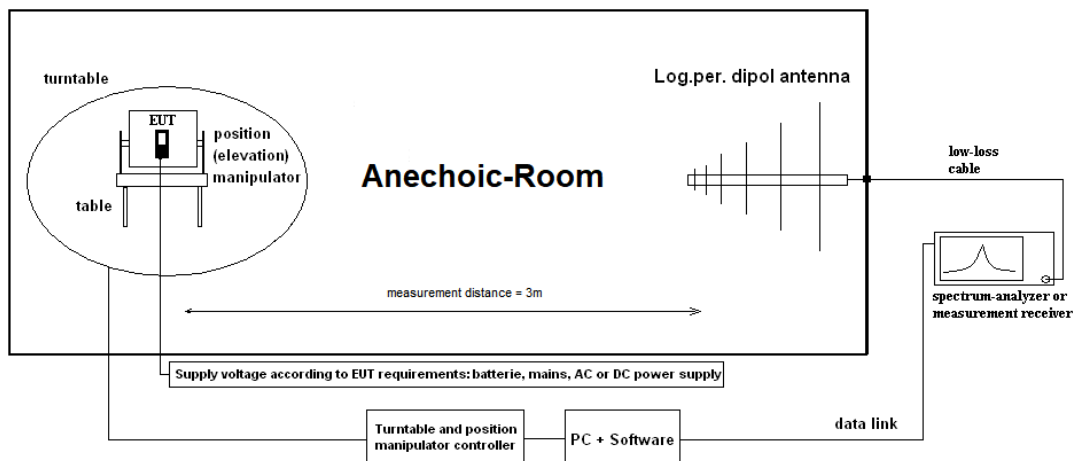 turntable
EUT
position
(elevation)
manipulator
table
Anechoic-Room
Log.per. dipol antenna
low-loss
cable
spectrum-analyzer or
measurement receiver
measurement distance = 3m
Supply voltage according to EUT requirements: batterie, mains, AC or DC power supply
Turntable and position
manipulator controller
PC + Software
data link